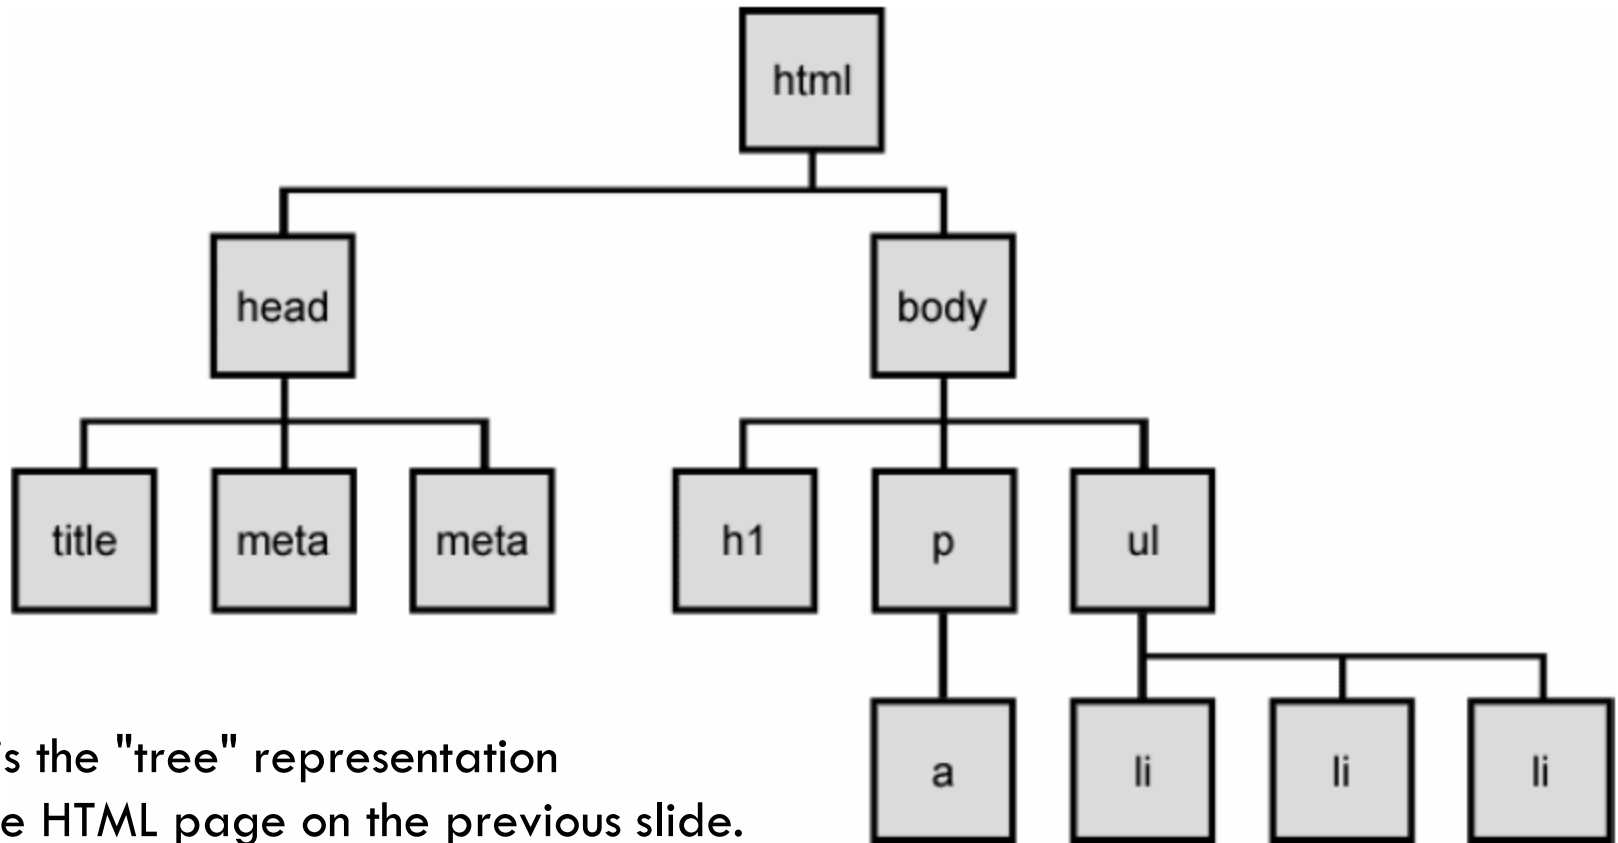 html
head body
title meta meta h1 p ul
a li li li
is the "tree" representation
e HTML page on the previous slide.